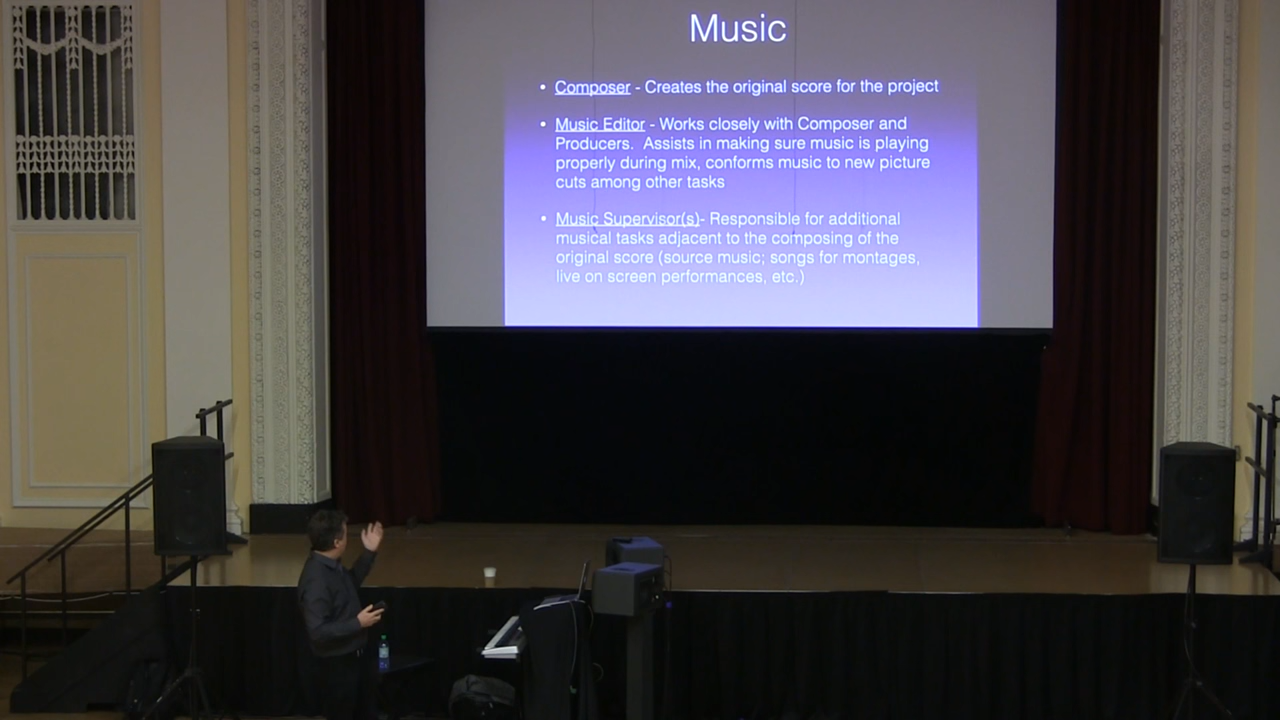 Music
• Composer - Creates the original score for the project
• Music Editor - Works closely with Composer and
Producers.  Assists in making sure music is playing
properly during mix, conforms music to new picture
cuts among other tasks
• Music Supervisor(s)- Responsible for additional
musical tasks adjacent to the composing of the
original score (source music; songs for montages,
live on screen performances, etc.)